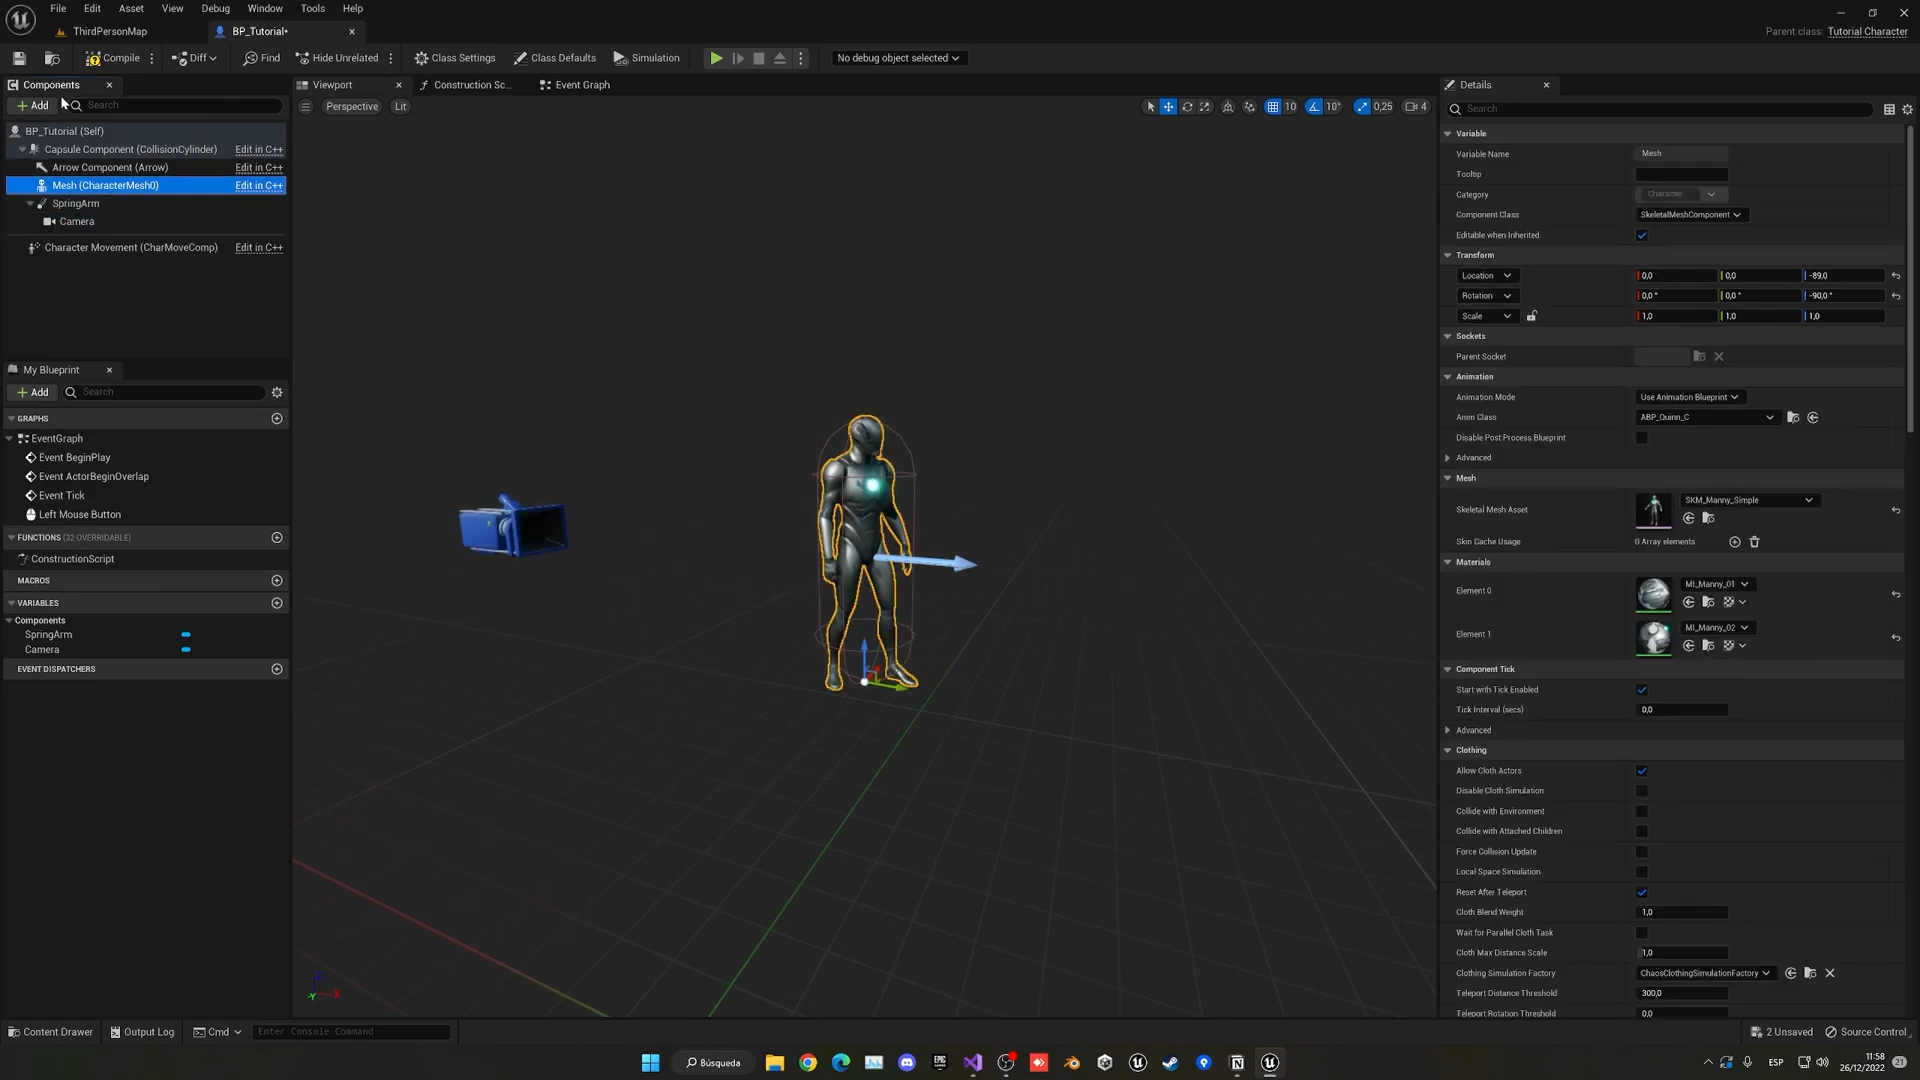 File Edit Asset View Debug Window Tools Help
ThirdPersonMap
BP_Tutorial*
Parent class: Tutorial Character
Compile Diff Find Hide Unrelated Class Settings Class Defaults Simulation No debug object selected
Components
Add Search
BP_Tutorial (Self)
Capsule Component (CollisionCylinder) Edit in C++
Arrow Component (Arrow) Edit in C++
Mesh (CharacterMesh0) Edit in C++
SpringArm
Camera
Character Movement (CharMoveComp) Edit in C++
My Blueprint
Add Search
GRAPHS
EventGraph
Event BeginPlay
Event ActorBeginOverlap
Event Tick
Left Mouse Button
FUNCTIONS (32 OVERRIDABLE)
ConstructionScript
MACROS
VARIABLES
Components
SpringArm
Camera
EVENT DISPATCHERS
Viewport Construction Sc... Event Graph
Perspective Lit
10 10° 0,25 4
Details
Search
Variable
Variable Name Mesh
Tooltip
Category Character
Component Class SkeletalMeshComponent
Editable when Inherited
Transform
Location 0,0 0,0 -89,0
Rotation 0,0 ° 0,0 ° -90,0 °
Scale 1,0 1,0 1,0
Sockets
Parent Socket
Animation
Animation Mode Use Animation Blueprint
Anim Class ABP_Quinn_C
Disable Post Process Blueprint
Advanced
Mesh
Skeletal Mesh Asset SKM_Manny_Simple
Skin Cache Usage 0 Array elements
Materials
Element 0 MI_Manny_01
Element 1 MI_Manny_02
Component Tick
Start with Tick Enabled
Tick Interval (secs) 0,0
Advanced
Clothing
Allow Cloth Actors
Disable Cloth Simulation
Collide with Environment
Collide with Attached Children
Force Collision Update
Local Space Simulation
Reset After Teleport
Cloth Blend Weight 1,0
Wait for Parallel Cloth Task
Cloth Max Distance Scale 1,0
Clothing Simulation Factory ChaosClothingSimulationFactory
Teleport Distance Threshold 300,0
Teleport Rotation Threshold 0,0
Z
Y X
Content Drawer Output Log Cmd Enter Console Command
2 Unsaved Source Control
Búsqueda
ESP
11:58
26/12/2022
21